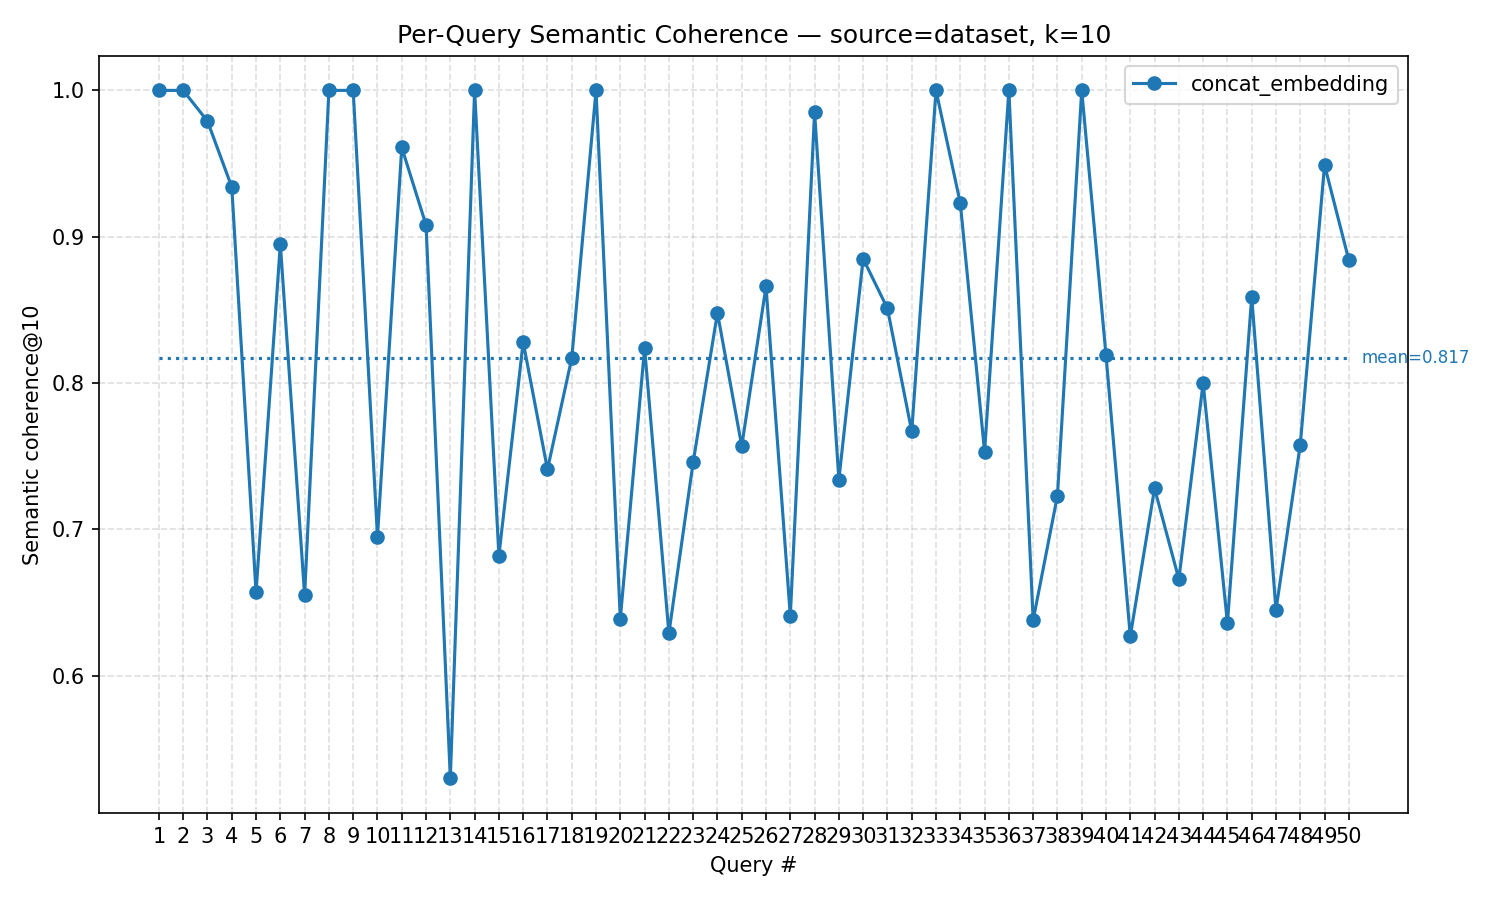 Per-Query Semantic Coherence — source=dataset, k=10
concat_embedding
1.0
0.9
0.8
0.7
0.6
Semantic coherence@10
mean=0.817
1 2 3 4 5 6 7 8 9 10 11 12 13 14 15 16 17 18 19 20 21 22 23 24 25 26 27 28 29 30 31 32 33 34 35 36 37 38 39 40 41 42 43 44 45 46 47 48 49 50
Query #